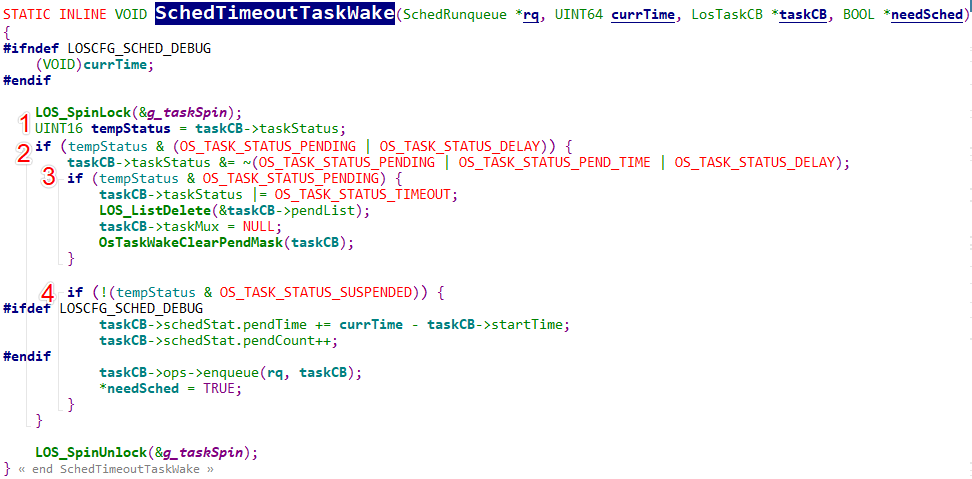 STATIC INLINE VOID SchedTimeoutTaskWake(SchedRunqueue *rq, UINT64 currTime, LosTaskCB *taskCB, BOOL *needSched)
{
#ifndef LOSCFG_SCHED_DEBUG
    (VOID)currTime;
#endif

    LOS_SpinLock(&g_taskSpin);
1 UINT16 tempStatus = taskCB->taskStatus;
2 if (tempStatus & (OS_TASK_STATUS_PENDING | OS_TASK_STATUS_DELAY)) {
        taskCB->taskStatus &= ~(OS_TASK_STATUS_PENDING | OS_TASK_STATUS_PEND_TIME | OS_TASK_STATUS_DELAY);
3 if (tempStatus & OS_TASK_STATUS_PENDING) {
            taskCB->taskStatus |= OS_TASK_STATUS_TIMEOUT;
            LOS_ListDelete(&taskCB->pendList);
            taskCB->taskMux = NULL;
            OsTaskWakeClearPendMask(taskCB);
        }

4 if (!(tempStatus & OS_TASK_STATUS_SUSPENDED)) {
#ifdef LOSCFG_SCHED_DEBUG
            taskCB->schedStat.pendTime += currTime - taskCB->startTime;
            taskCB->schedStat.pendCount++;
#endif
            taskCB->ops->enqueue(rq, taskCB);
            *needSched = TRUE;
        }
    }

    LOS_SpinUnlock(&g_taskSpin);
} « end SchedTimeoutTaskWake »